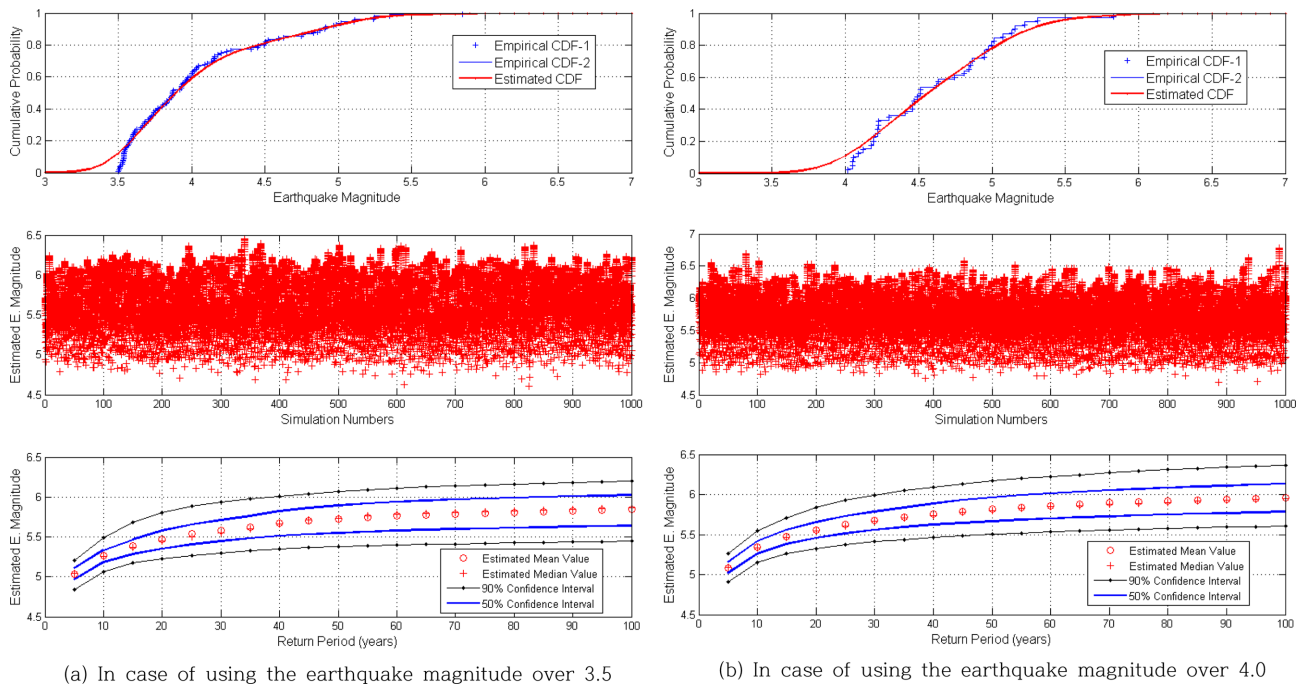 Cumulative Probability
1
0.8
0.6
0.4
0.2
0
Empirical CDF-1
Empirical CDF-2
Estimated CDF
3 3.5 4 4.5 5 5.5 6 6.5 7
Earthquake Magnitude
Cumulative Probability
1
0.8
0.6
0.4
0.2
0
Empirical CDF-1
Empirical CDF-2
Estimated CDF
3 3.5 4 4.5 5 5.5 6 6.5 7
Earthquake Magnitude
Estimated E. Magnitude
6.5
6
5.5
5
4.5
0 100 200 300 400 500 600 700 800 900 1000
Simulation Numbers
Estimated E. Magnitude
7
6.5
6
5.5
5
4.5
0 100 200 300 400 500 600 700 800 900 1000
Simulation Numbers
Estimated E. Magnitude
6.5
6
5.5
5
4.5
Estimated Mean Value
Estimated Median Value
90% Confidence Interval
50% Confidence Interval
0 10 20 30 40 50 60 70 80 90 100
Return Period (years)
Estimated E. Magnitude
6.5
6
5.5
5
4.5
Estimated Mean Value
Estimated Median Value
90% Confidence Interval
50% Confidence Interval
0 10 20 30 40 50 60 70 80 90 100
Return Period (years)
(a) In case of using the earthquake magnitude over 3.5
(b) In case of using the earthquake magnitude over 4.0